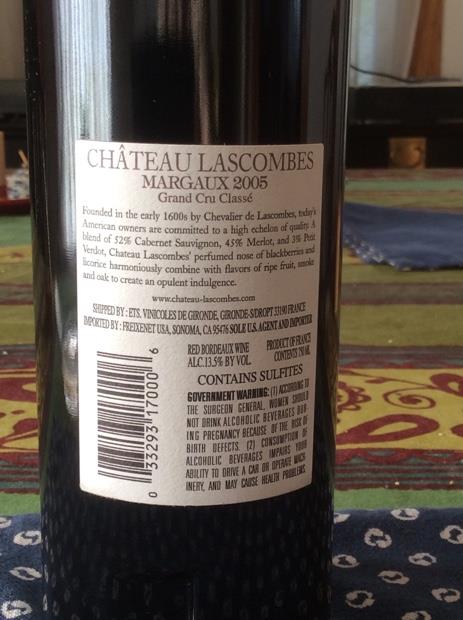 CHÂTEAU LASCOMBES
MARGAUX 2005
Grand Cru Classé
Founded in the early 1600s by Chevalier de Lascombes, today's
American owners are committed to a high echelon of quality. A
blend of 52% Cabernet Sauvignon, 45% Merlot, and 3% Petit
Verdot, Chateau Lascombes' perfumed nose of blackberries and
licorice harmoniously combine with flavors of ripe fruit, smoke
and oak to create an opulent indulgence.
www.chateau-lascombes.com
SHIPPED BY: ETS. VINICOLES DE GIRONDE, GIRONDE-S/DROPT 33190 FRANCE
IMPORTED BY: FREIXENET USA, SONOMA, CA 95476 SOLE U.S. AGENT AND IMPORTER
RED BORDEAUX WINE PRODUCT OF FRANCE
ALC. 13.5% BY VOL. CONTENTS 750 ML
CONTAINS SULFITES
GOVERNMENT WARNING: (1) ACCORDING TO
THE SURGEON GENERAL, WOMEN SHOULD
NOT DRINK ALCOHOLIC BEVERAGES DUR-
ING PREGNANCY BECAUSE OF THE RISK OF
BIRTH DEFECTS. (2) CONSUMPTION OF
ALCOHOLIC BEVERAGES IMPAIRS YOUR
ABILITY TO DRIVE A CAR OR OPERATE MACH-
INERY, AND MAY CAUSE HEALTH PROBLEMS.
0 33293 17000 6